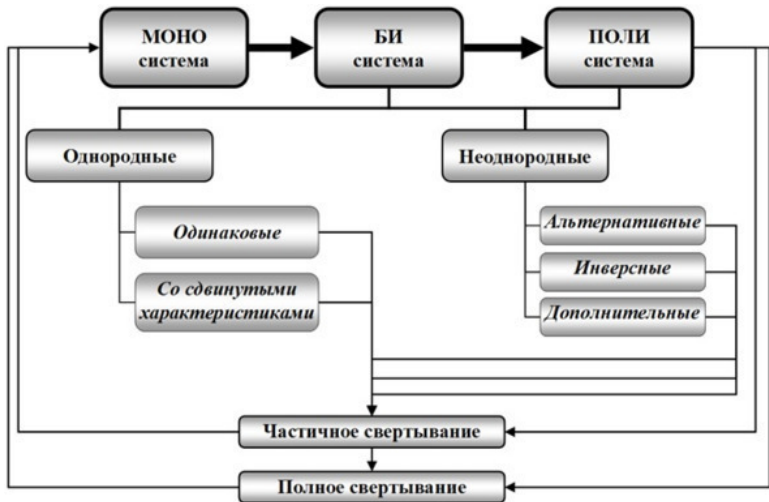 МОНО
система
БИ
система
ПОЛИ
система
Однородные
Неоднородные
Одинаковые
Со сдвинутыми
характеристиками
Альтернативные
Инверсные
Дополнительные
Частичное свертывание
Полное свертывание